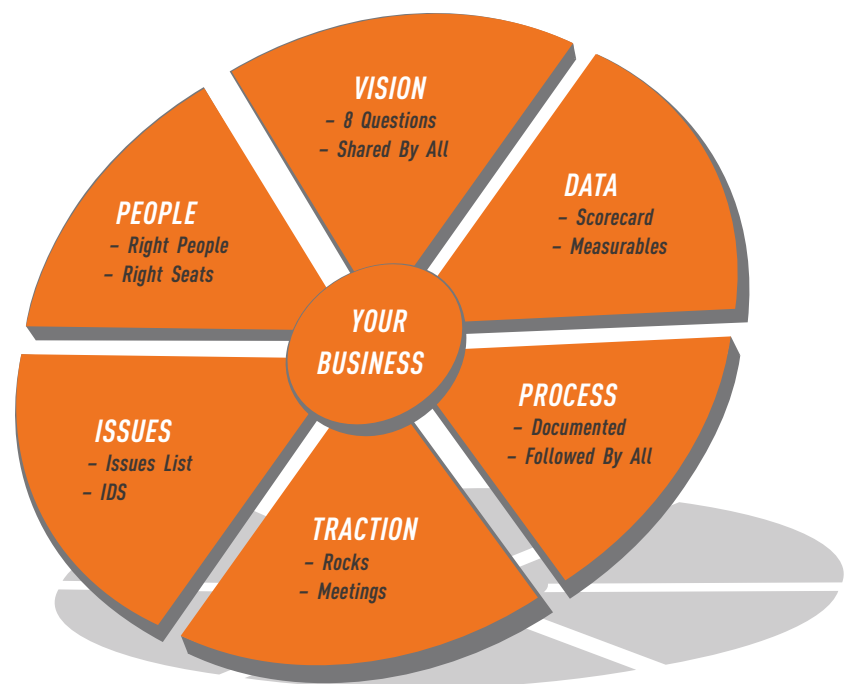 VISION
– 8 Questions
– Shared By All
DATA
– Scorecard
– Measurables
PEOPLE
– Right People
– Right Seats
YOUR
BUSINESS
PROCESS
– Documented
– Followed By All
ISSUES
– Issues List
– IDS
TRACTION
– Rocks
– Meetings